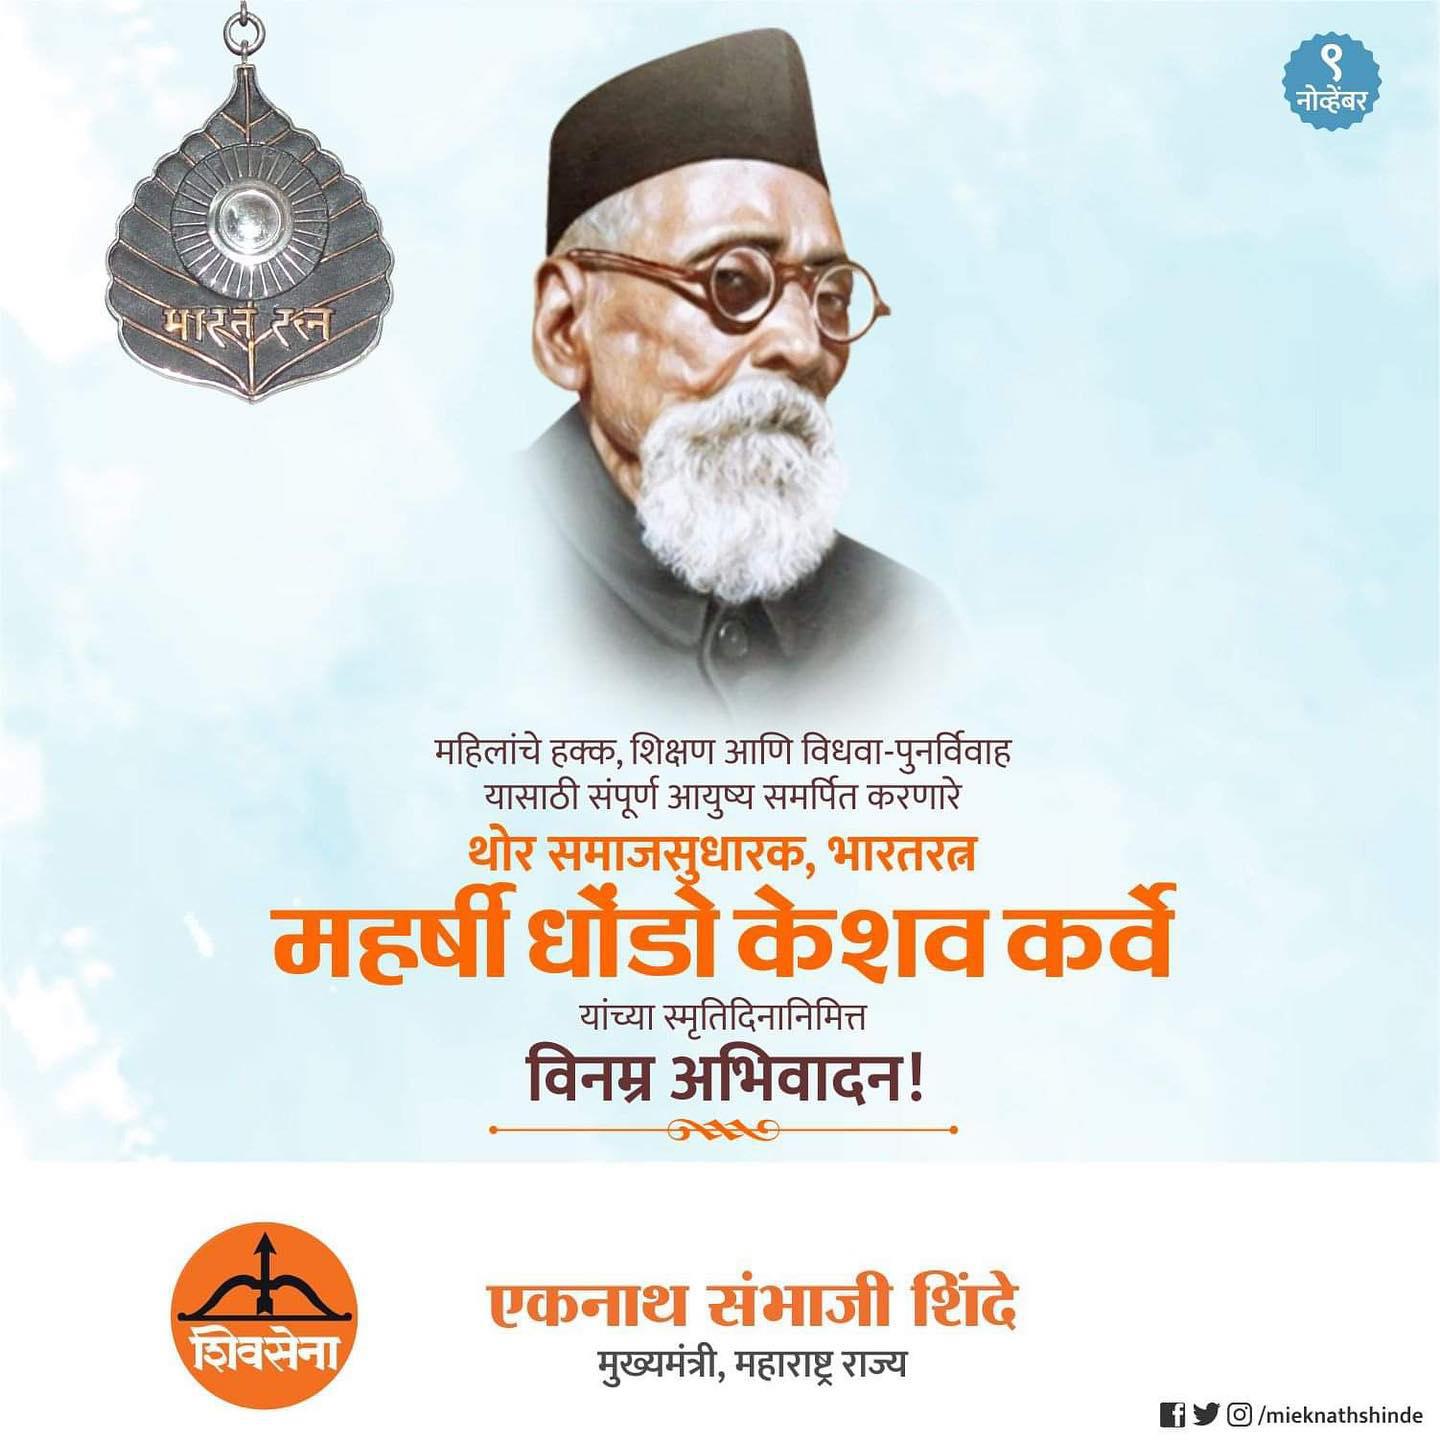 भारत रत्न
९
नोव्हेंबर
महिलांचे हक्क, शिक्षण आणि विधवा-पुनर्विवाह
यासाठी संपूर्ण आयुष्य समर्पित करणारे
थोर समाजसुधारक, भारतरत्न
महर्षी धोंडो केशव कर्वे
यांच्या स्मृतिदिनानिमित्त
विनम्र अभिवादन!
शिवसेना
एकनाथ संभाजी शिंदे
मुख्यमंत्री, महाराष्ट्र राज्य
/mieknathshinde